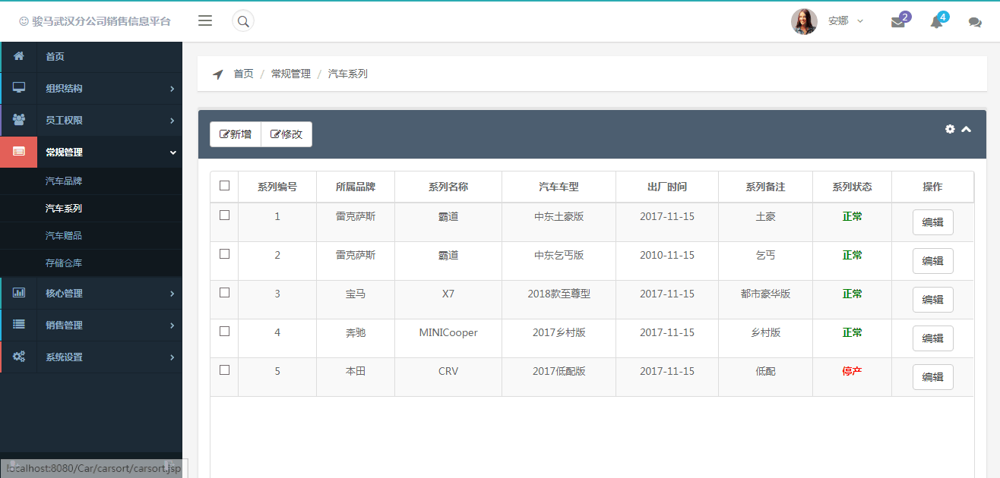 骏马武汉分公司销售信息平台
安娜
2
4
首页
组织结构
员工权限
常规管理
汽车品牌
汽车系列
汽车赠品
存储仓库
核心管理
销售管理
系统设置
localhost:8080/Car/carsort/carsort.jsp
首页 / 常规管理 / 汽车系列
新增 修改
系列编号 所属品牌 系列名称 汽车车型 出厂时间 系列备注 系列状态 操作
1 雷克萨斯 霸道 中东土豪版 2017-11-15 土豪 正常 编辑
2 雷克萨斯 霸道 中东乞丐版 2010-11-15 乞丐 正常 编辑
3 宝马 X7 2018款至尊型 2017-11-15 都市豪华版 正常 编辑
4 奔驰 MINICooper 2017乡村版 2017-11-15 乡村版 正常 编辑
5 本田 CRV 2017低配版 2017-11-15 低配 停产 编辑